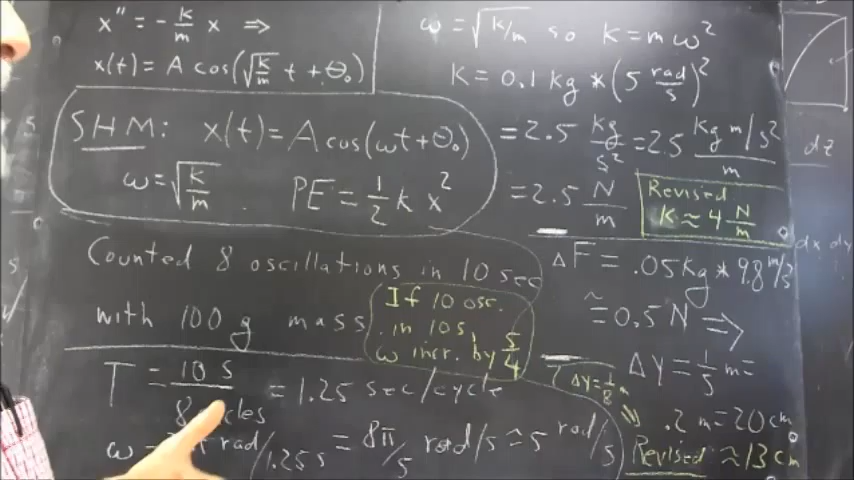 x'' = - k/m x ⇒
x(t) = A cos(√(k/m) t + θ₀)
SHM: x(t) = A cos(ωt + θ₀)
ω = √(k/m) PE = 1/2 k x²
Counted 8 oscillations in 10 sec
with 100 g mass
If 10 osc.
in 10 s,
ω incr. by 5/4
T = 10 s / 8 cycles = 1.25 sec/cycle
rad/1.25 s = 8π/5 rad/s ≈ 5 rad/s
ω = √k/m so k = mω²
K = 0.1 kg * (5 rad/s)²
= 2.5 kg/s² = 2.5 kg m/s² / m
= 2.5 N/m
Revised
K ≈ 4 N/m
ΔF = .05 kg * 9.8 m/s²
≈ 0.5 N ⇒
Δy = 1/5 m =
Δy = 1/8 m ⇒
.2 m = 20 cm
Revised ≈ 13 cm
dz
dx dy